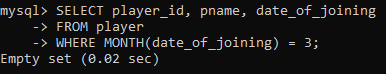 mysql> SELECT player_id, pname, date_of_joining
    -> FROM player
    -> WHERE MONTH(date_of_joining) = 3;
Empty set (0.02 sec)